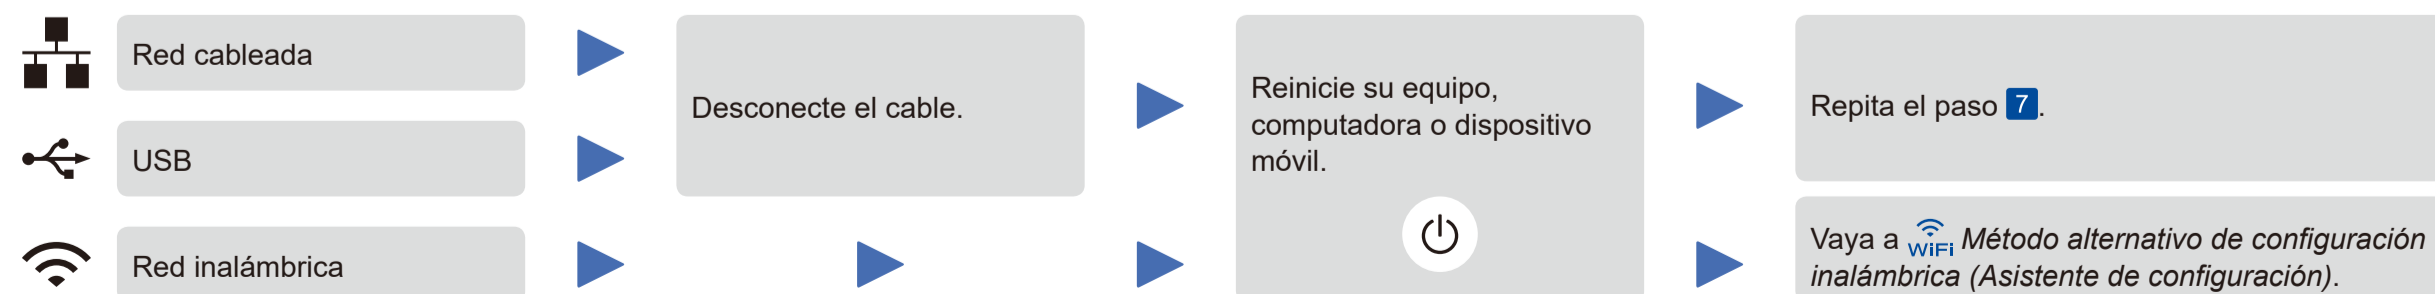 Red cableada
USB
Red inalámbrica
Desconecte el cable.
Reinicie su equipo,
computadora o dispositivo
móvil.
Repita el paso 7.
Vaya a WiFi Método alternativo de configuración
inalámbrica (Asistente de configuración).